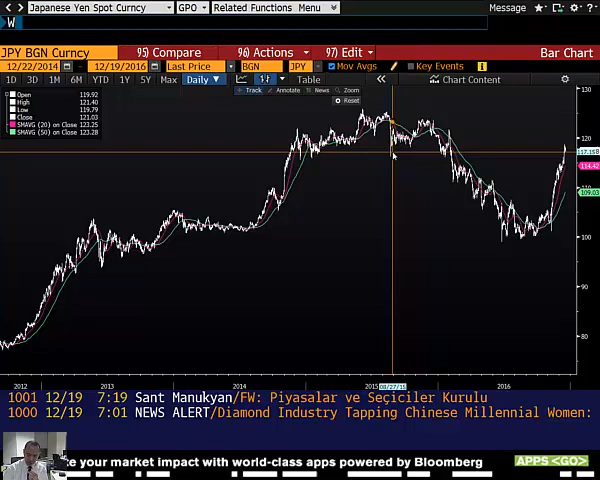 < > Japanese Yen Spot Curncy GPO Related Functions Menu Message
W
JPY BGN Curncy 95) Compare 96) Actions 97) Edit Bar Chart
12/22/2014 12/19/2016 Last Price BGN JPY Mov Avgs Key Events
1D 3D 1M 6M YTD 1Y 5Y Max Daily Table Chart Content
Track Annotate News Zoom
Reset
Open 119.92
High 121.40
Low 119.79
Close 121.03
SMAVG (20) on Close 123.25
SMAVG (50) on Close 123.28
130
120
114.42
109.03
100
90
80
2012 2013 2014 2015 08/27/15 2016
1001 12/19 7:19 Sant Manukyan/FW: Piyasalar ve Seçiciler Kurulu
1000 12/19 7:01 NEWS ALERT/Diamond Industry Tapping Chinese Millennial Women:
te your market impact with world-class apps powered by Bloomberg APPS <GO>